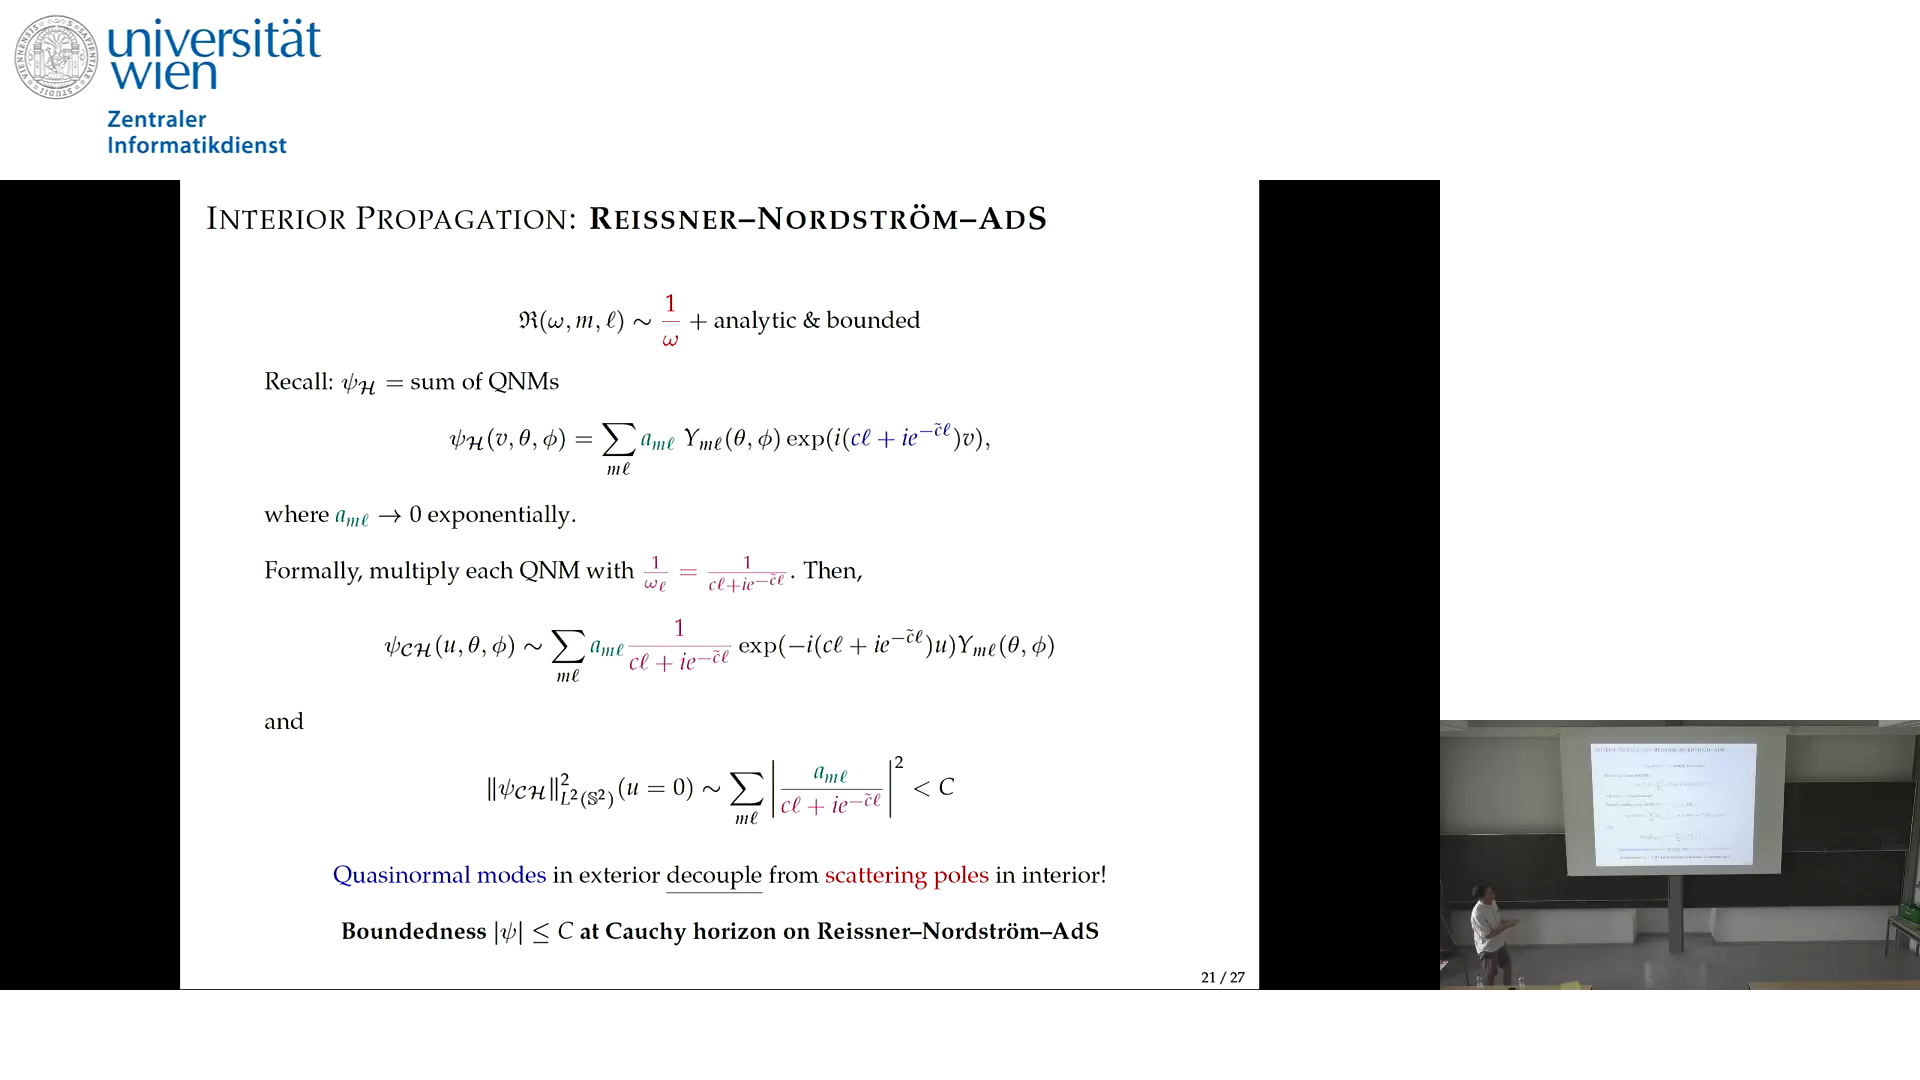 universität
wien
Zentraler
Informatikdienst
INTERIOR PROPAGATION: REISSNER–NORDSTRÖM–ADS
ℜ(ω, m, ℓ) ∼ 1/ω + analytic & bounded
Recall: ψ_𝓗 = sum of QNMs
ψ_𝓗(v, θ, ϕ) = ∑_{mℓ} a_{mℓ} Y_{mℓ}(θ, ϕ) exp(i(cℓ + ie^{−c̃ℓ})v),
where a_{mℓ} → 0 exponentially.
Formally, multiply each QNM with 1/ω_ℓ = 1/(cℓ+ie^{−c̃ℓ}). Then,
ψ_{𝓒𝓗}(u, θ, ϕ) ∼ ∑_{mℓ} a_{mℓ} 1/(cℓ + ie^{−c̃ℓ}) exp(−i(cℓ + ie^{−c̃ℓ})u)Y_{mℓ}(θ, ϕ)
and
‖ψ_{𝓒𝓗}‖²_{L²(𝕊²)}(u = 0) ∼ ∑_{mℓ} |a_{mℓ}/(cℓ + ie^{−c̃ℓ})|² < C
Quasinormal modes in exterior decouple from scattering poles in interior!
Boundedness |ψ| ≤ C at Cauchy horizon on Reissner–Nordström–AdS
21 / 27